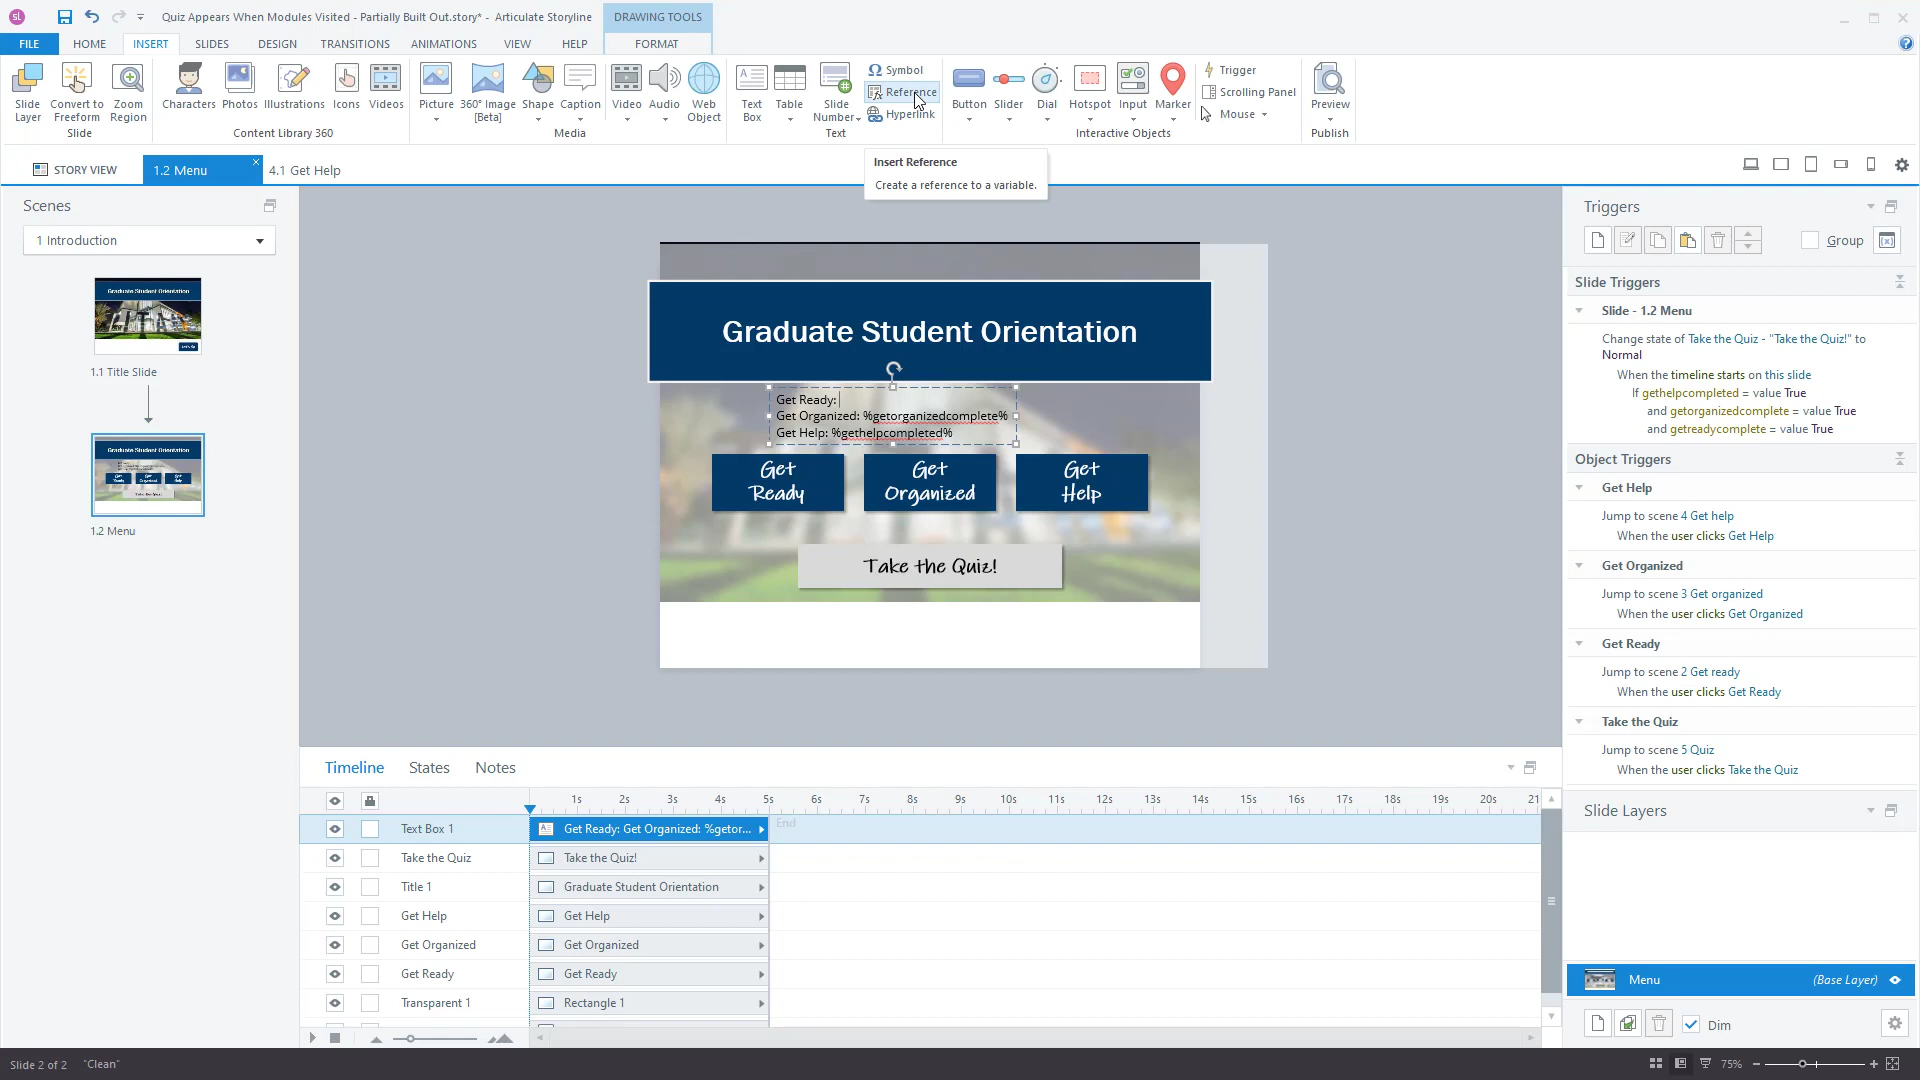 Quiz Appears When Modules Visited - Partially Built Out.story* - Articulate Storyline
DRAWING TOOLS
FILE HOME INSERT SLIDES DESIGN TRANSITIONS ANIMATIONS VIEW HELP FORMAT
Slide Layer
Convert to Freeform
Zoom Region
Slide
Characters
Photos
Illustrations
Icons
Videos
Content Library 360
Picture
360° Image [Beta]
Shape
Caption
Video
Audio
Web Object
Media
Text Box
Table
Slide Number
Symbol
Reference
Hyperlink
Text
Button
Slider
Dial
Hotspot
Input
Marker
Trigger
Scrolling Panel
Mouse
Interactive Objects
Preview
Publish
Insert Reference
Create a reference to a variable.
STORY VIEW
1.2 Menu
4.1 Get Help
Scenes
1 Introduction
Graduate Student Orientation
1.1 Title Slide
Graduate Student Orientation
Get Ready
Get Organized
Get Help
Take the Quiz!
1.2 Menu
Graduate Student Orientation
Get Ready:
Get Organized: %getorganizedcomplete%
Get Help: %gethelpcompleted%
Get
Ready
Get
Organized
Get
Help
Take the Quiz!
Triggers
Group
Slide Triggers
Slide - 1.2 Menu
Change state of Take the Quiz - "Take the Quiz!" to
Normal
When the timeline starts on this slide
If gethelpcompleted = value True
and getorganizedcomplete = value True
and getreadycomplete = value True
Object Triggers
Get Help
Jump to scene 4 Get help
When the user clicks Get Help
Get Organized
Jump to scene 3 Get organized
When the user clicks Get Organized
Get Ready
Jump to scene 2 Get ready
When the user clicks Get Ready
Take the Quiz
Jump to scene 5 Quiz
When the user clicks Take the Quiz
Slide Layers
Menu (Base Layer)
Dim
Timeline States Notes
1s 2s 3s 4s 5s 6s 7s 8s 9s 10s 11s 12s 13s 14s 15s 16s 17s 18s 19s 20s 21
Text Box 1 Get Ready: Get Organized: %getor... End
Take the Quiz Take the Quiz!
Title 1 Graduate Student Orientation
Get Help Get Help
Get Organized Get Organized
Get Ready Get Ready
Transparent 1 Rectangle 1
Slide 2 of 2 "Clean" 75%